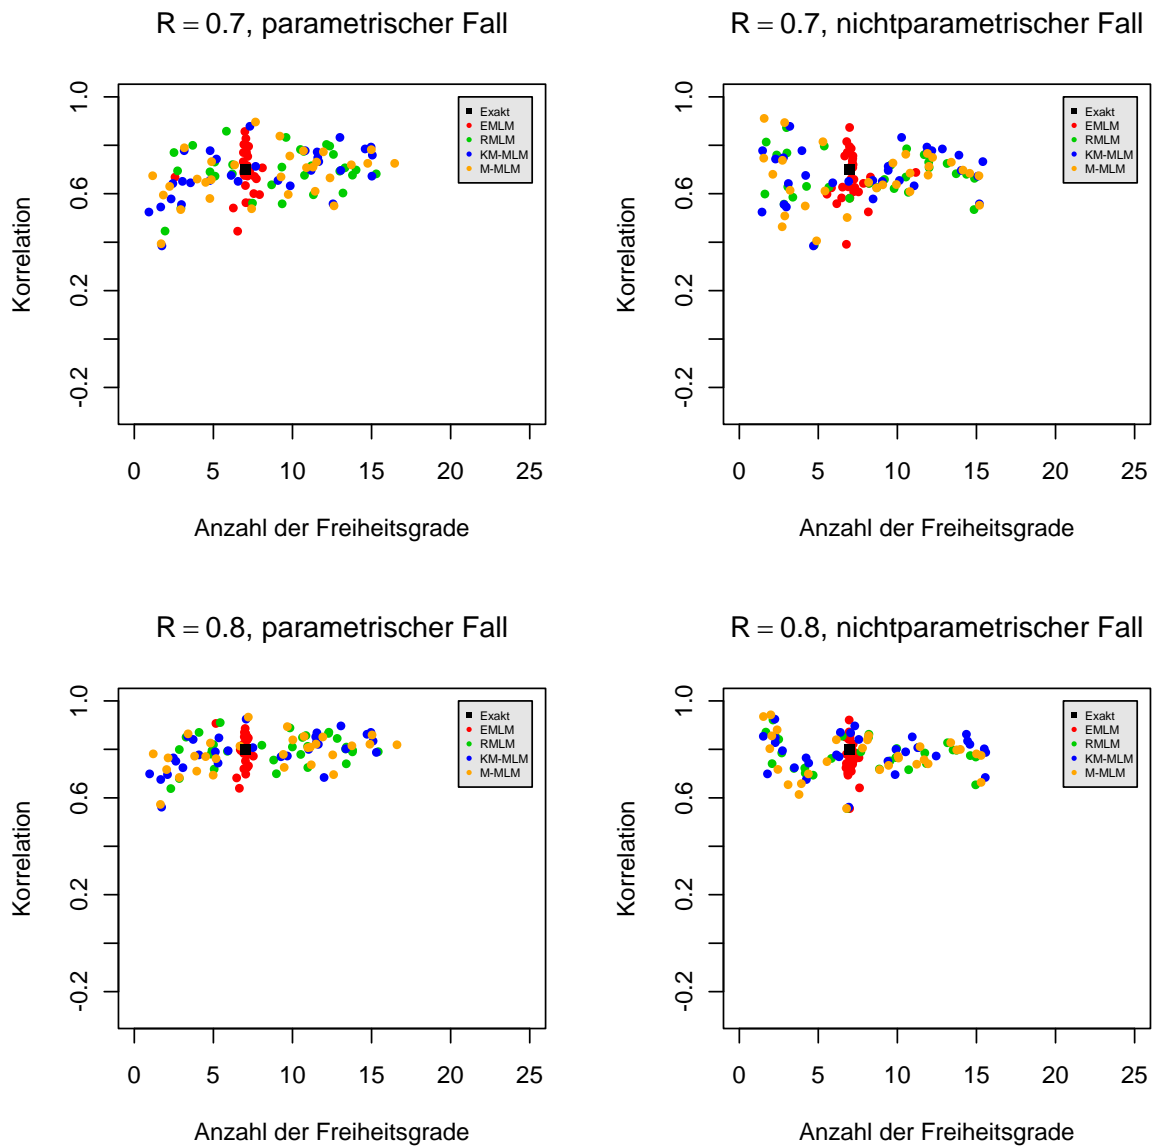 R = 0.7, parametrischer Fall
Korrelation
1.0
0.6
0.2
-0.2
Exakt
EMLM
RMLM
KM-MLM
M-MLM
0 5 10 15 20 25
Anzahl der Freiheitsgrade
R = 0.7, nichtparametrischer Fall
Korrelation
1.0
0.6
0.2
-0.2
Exakt
EMLM
RMLM
KM-MLM
M-MLM
0 5 10 15 20 25
Anzahl der Freiheitsgrade
R = 0.8, parametrischer Fall
Korrelation
1.0
0.6
0.2
-0.2
Exakt
EMLM
RMLM
KM-MLM
M-MLM
0 5 10 15 20 25
Anzahl der Freiheitsgrade
R = 0.8, nichtparametrischer Fall
Korrelation
1.0
0.6
0.2
-0.2
Exakt
EMLM
RMLM
KM-MLM
M-MLM
0 5 10 15 20 25
Anzahl der Freiheitsgrade